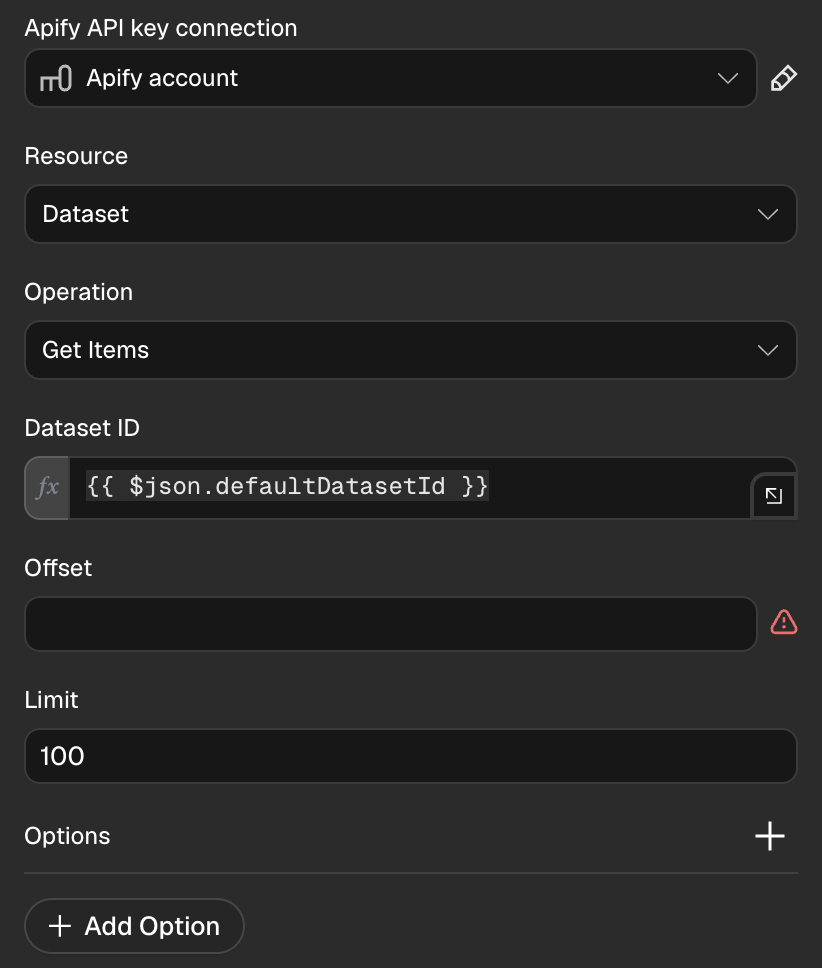 Apify API key connection
Apify account
Resource
Dataset
Operation
Get Items
Dataset ID
fx {{ $json.defaultDatasetId }}
Offset
Limit
100
Options
Add Option